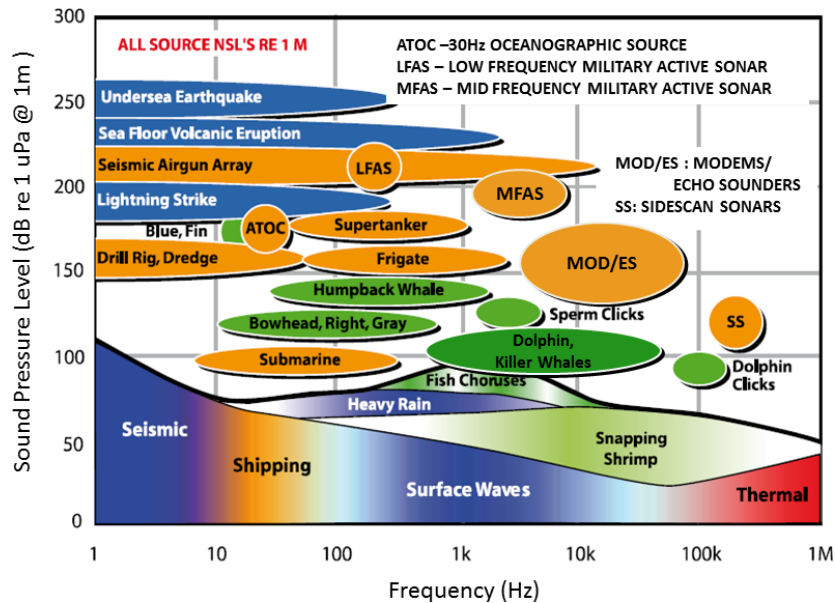 300
250
200
150
100
50
0
Sound Pressure Level (dB re 1 uPa @ 1m)
ALL SOURCE NSL'S RE 1 M
ATOC –30Hz OCEANOGRAPHIC SOURCE
LFAS – LOW FREQUENCY MILITARY ACTIVE SONAR
MFAS – MID FREQUENCY MILITARY ACTIVE SONAR
MOD/ES : MODEMS/
ECHO SOUNDERS
SS: SIDESCAN SONARS
Undersea Earthquake
Sea Floor Volcanic Eruption
Seismic Airgun Array
LFAS
MFAS
Lightning Strike
Blue, Fin
ATOC
Supertanker
Drill Rig, Dredge
Frigate
MOD/ES
Humpback Whale
Sperm Clicks
Bowhead, Right, Gray
SS
Dolphin,
Killer Whales
Submarine
Dolphin
Clicks
Fish Choruses
Heavy Rain
Seismic
Shipping
Surface Waves
Snapping
Shrimp
Thermal
1
10
100
1k
10k
100k
1M
Frequency (Hz)